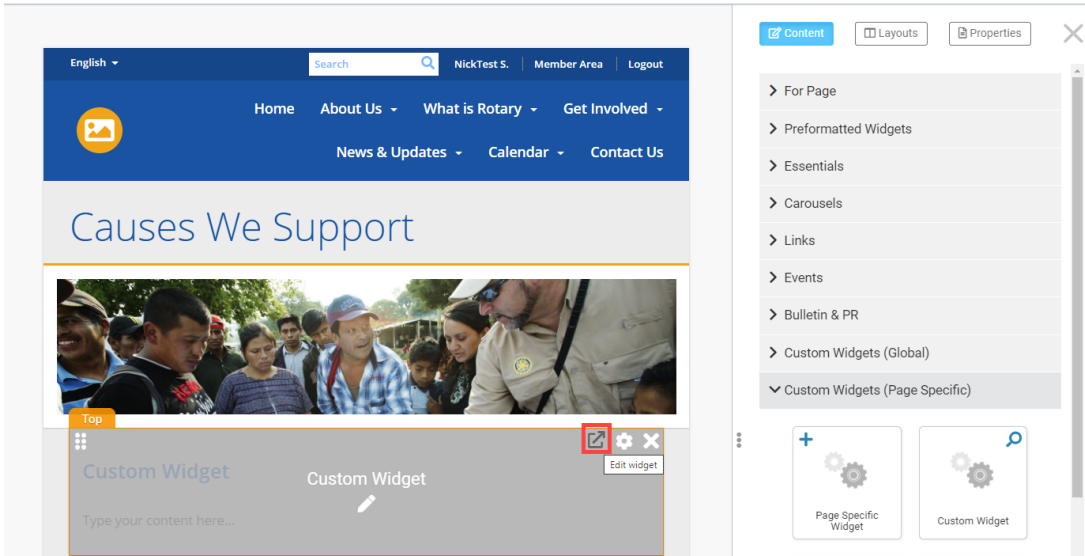 English
Search
NickTest S.
Member Area
Logout
Home
About Us
What is Rotary
Get Involved
News & Updates
Calendar
Contact Us
Causes We Support
Top
Edit widget
Custom Widget
Custom Widget
Type your content here...
Content
Layouts
Properties
For Page
Preformatted Widgets
Essentials
Carousels
Links
Events
Bulletin & PR
Custom Widgets (Global)
Custom Widgets (Page Specific)
Page Specific
Widget
Custom Widget